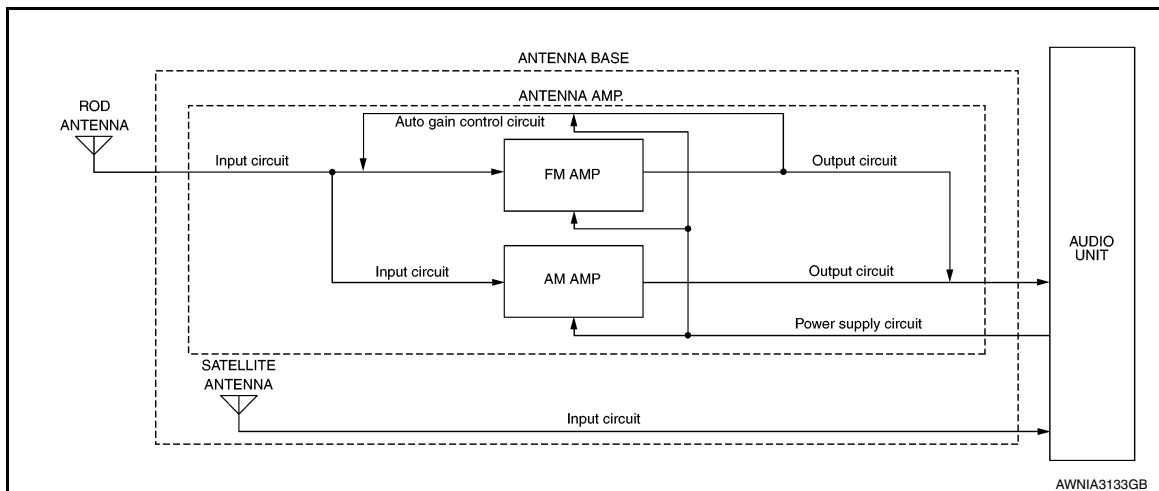 ANTENNA BASE
ROD
ANTENNA
ANTENNA AMP.
Auto gain control circuit
Input circuit
FM AMP
Output circuit
AUDIO
UNIT
Input circuit
AM AMP
Output circuit
Power supply circuit
SATELLITE
ANTENNA
Input circuit
AWNIA3133GB